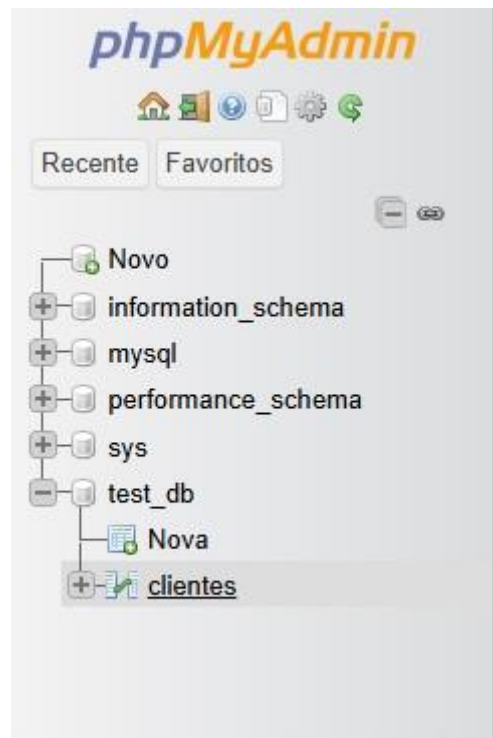 phpMyAdmin
Recente Favoritos
Novo
information_schema
mysql
performance_schema
sys
test_db
Nova
clientes